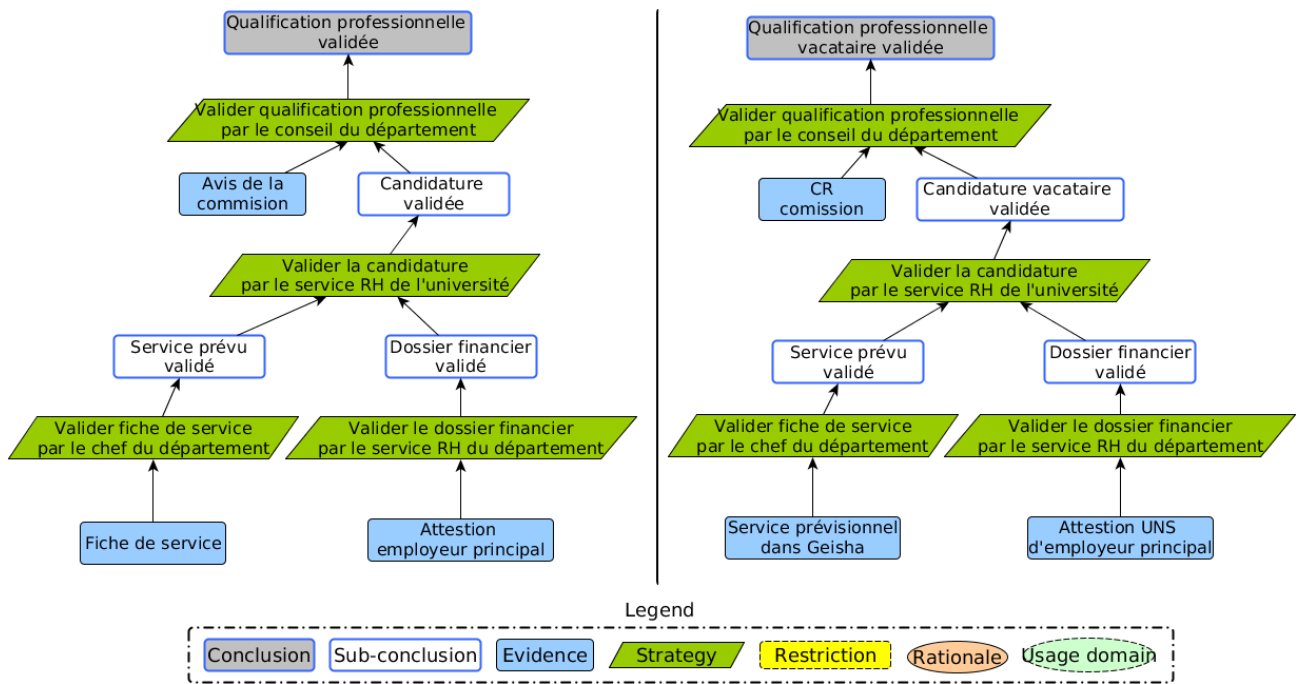 Qualification professionnelle
validée
Valider qualification professionnelle
par le conseil du département
Avis de la
commision
Candidature
validée
Valider la candidature
par le service RH de l'université
Service prévu
validé
Dossier financier
validé
Valider fiche de service
par le chef du département
Valider le dossier financier
par le service RH du département
Fiche de service
Attestion
employeur principal
Qualification professionnelle
vacataire validée
Valider qualification professionnelle
par le conseil du département
CR
comission
Candidature vacataire
validée
Valider la candidature
par le service RH de l'université
Service prévu
validé
Dossier financier
validé
Valider fiche de service
par le chef du département
Valider le dossier financier
par le service RH du département
Service prévisionnel
dans Geisha
Attestion UNS
d'employeur principal
Legend
Conclusion
Sub-conclusion
Evidence
Strategy
Restriction
Rationale
Usage domain